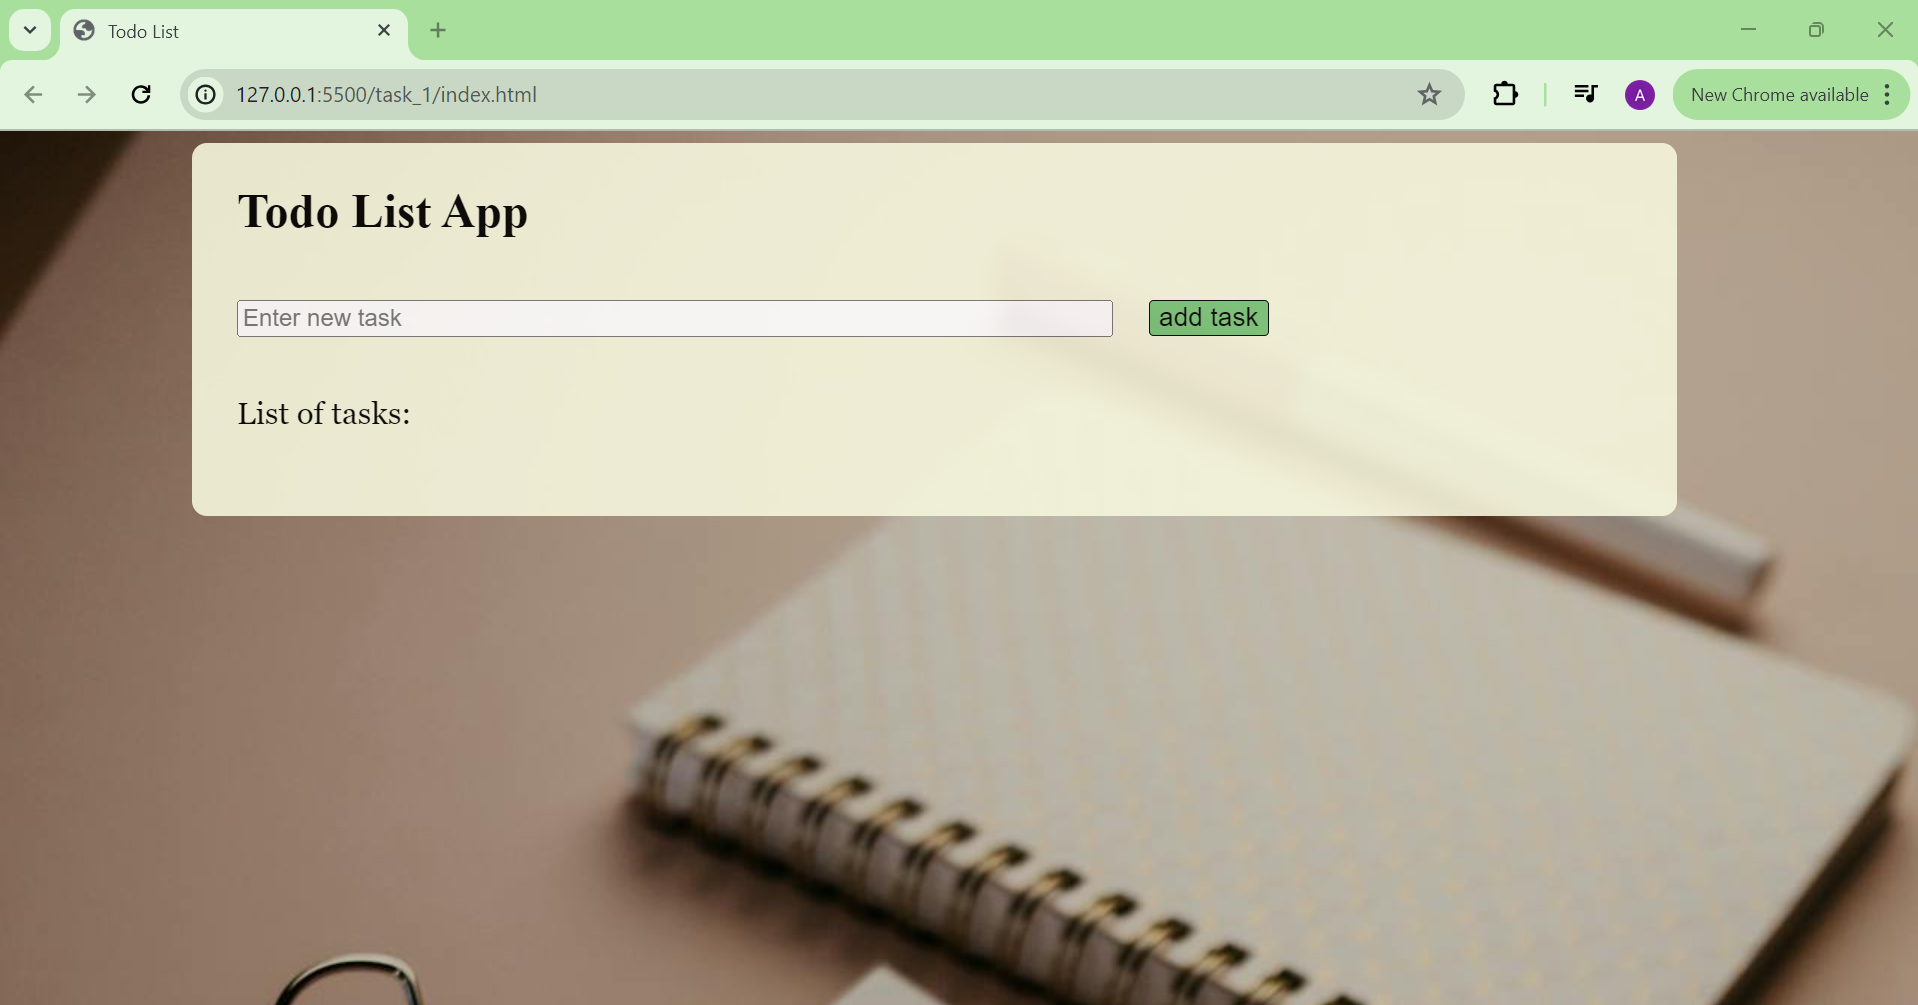 Todo List
127.0.0.1:5500/task_1/index.html
A
New Chrome available
Todo List App
Enter new task
add task
List of tasks: